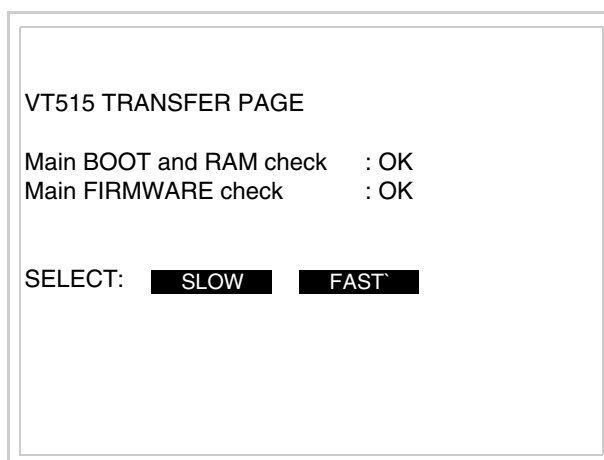 VT515 TRANSFER PAGE
Main BOOT and RAM check : OK
Main FIRMWARE check : OK
SELECT: SLOW FAST`